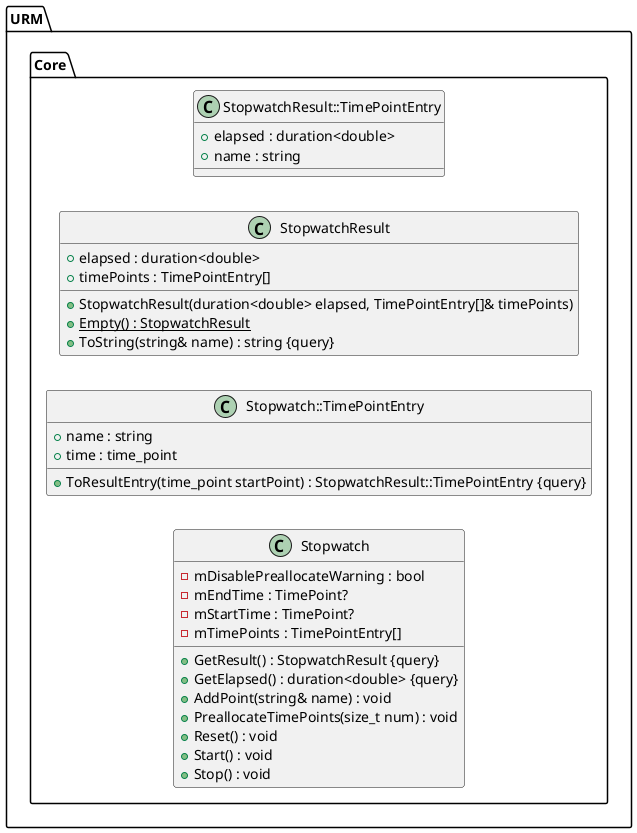 URM
Core
C StopwatchResult::TimePointEntry
elapsed : duration<double>
name : string
C StopwatchResult
elapsed : duration<double>
timePoints : TimePointEntry[]
StopwatchResult(duration<double> elapsed, TimePointEntry[]& timePoints)
Empty() : StopwatchResult
ToString(string& name) : string {query}
C Stopwatch::TimePointEntry
name : string
time : time_point
ToResultEntry(time_point startPoint) : StopwatchResult::TimePointEntry {query}
C Stopwatch
mDisablePreallocateWarning : bool
mEndTime : TimePoint?
mStartTime : TimePoint?
mTimePoints : TimePointEntry[]
GetResult() : StopwatchResult {query}
GetElapsed() : duration<double> {query}
AddPoint(string& name) : void
PreallocateTimePoints(size_t num) : void
Reset() : void
Start() : void
Stop() : void